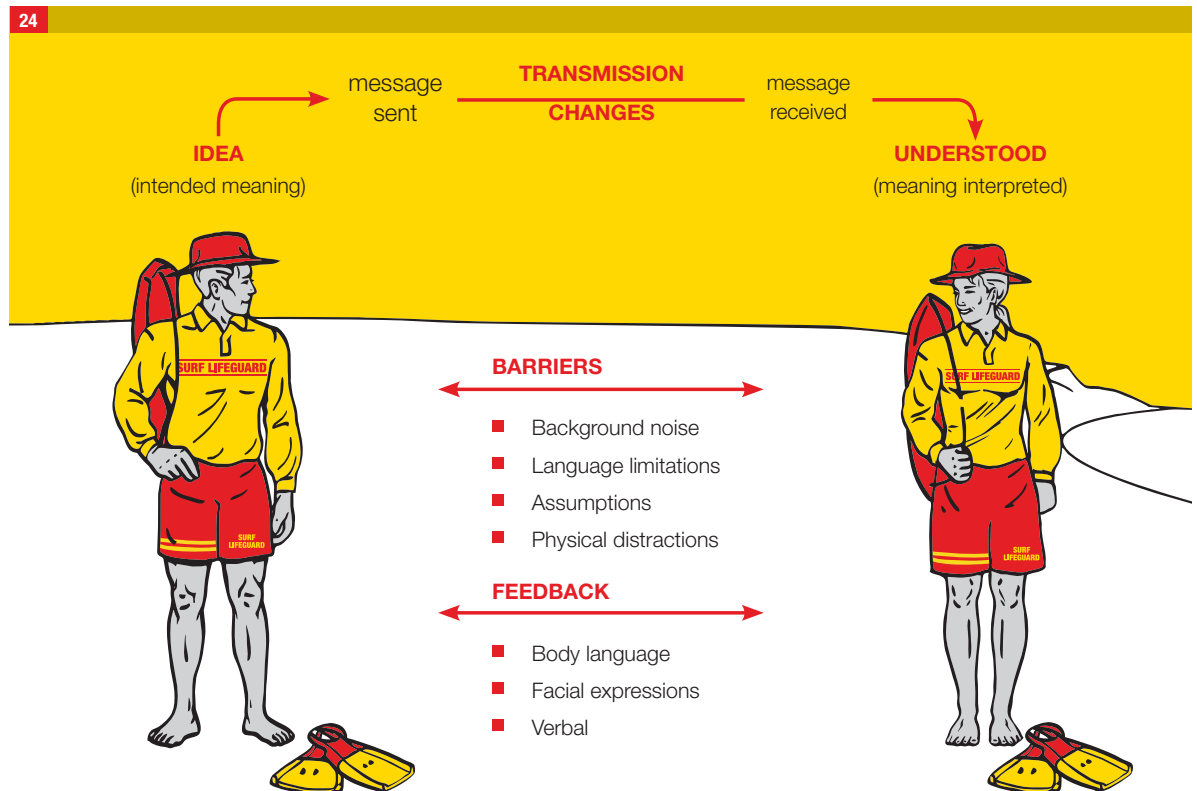 24
message
sent
TRANSMISSION
CHANGES
message
received
IDEA
(intended meaning)
UNDERSTOOD
(meaning interpreted)
SURF LIFEGUARD
SURF LIFEGUARD
BARRIERS
Background noise
Language limitations
Assumptions
Physical distractions
SURF
LIFEGUARD
SURF
LIFEGUARD
FEEDBACK
Body language
Facial expressions
Verbal